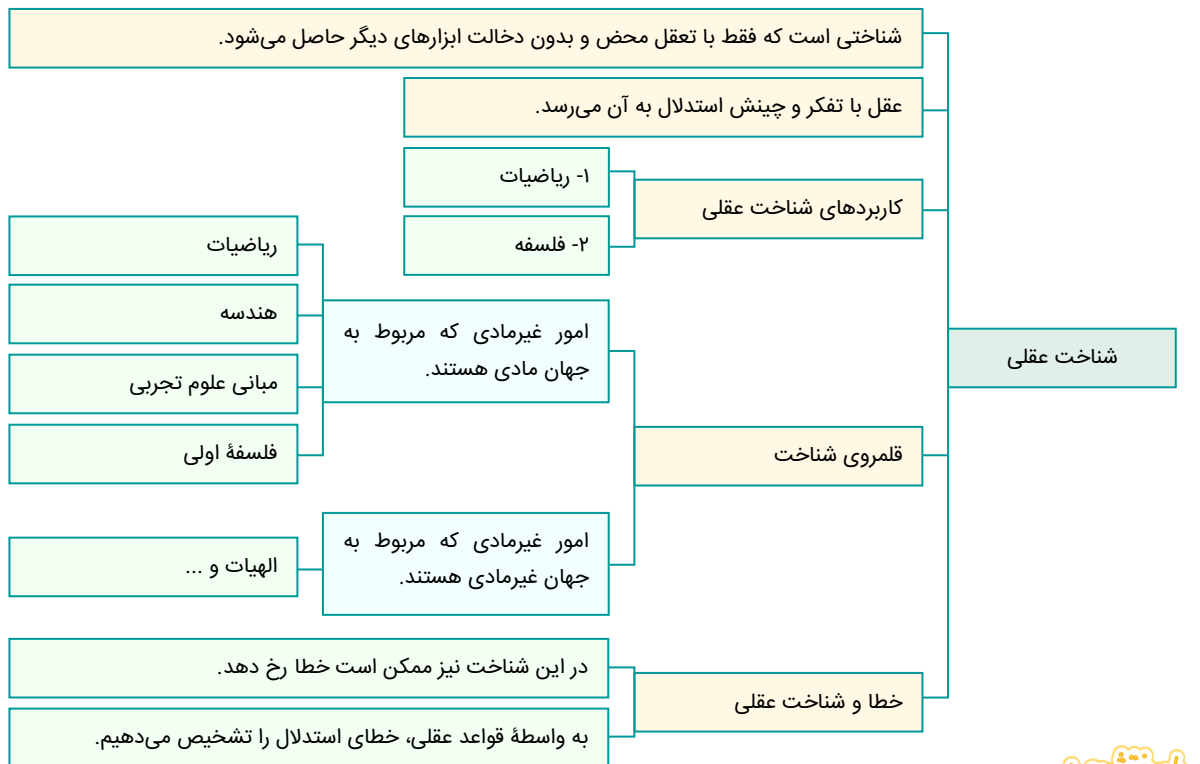 شناخت عقلی
شناختی است که فقط با تعقل محض و بدون دخالت ابزارهای دیگر حاصل می‌شود.
عقل با تفکر و چینش استدلال به آن می‌رسد.
کاربردهای شناخت عقلی
۱- ریاضیات
۲- فلسفه
قلمروی شناخت
امور غیرمادی که مربوط به
جهان مادی هستند.
ریاضیات
هندسه
مبانی علوم تجربی
فلسفهٔ اولی
امور غیرمادی که مربوط به
جهان غیرمادی هستند.
الهیات و ...
خطا و شناخت عقلی
در این شناخت نیز ممکن است خطا رخ دهد.
به واسطهٔ قواعد عقلی، خطای استدلال را تشخیص می‌دهیم.